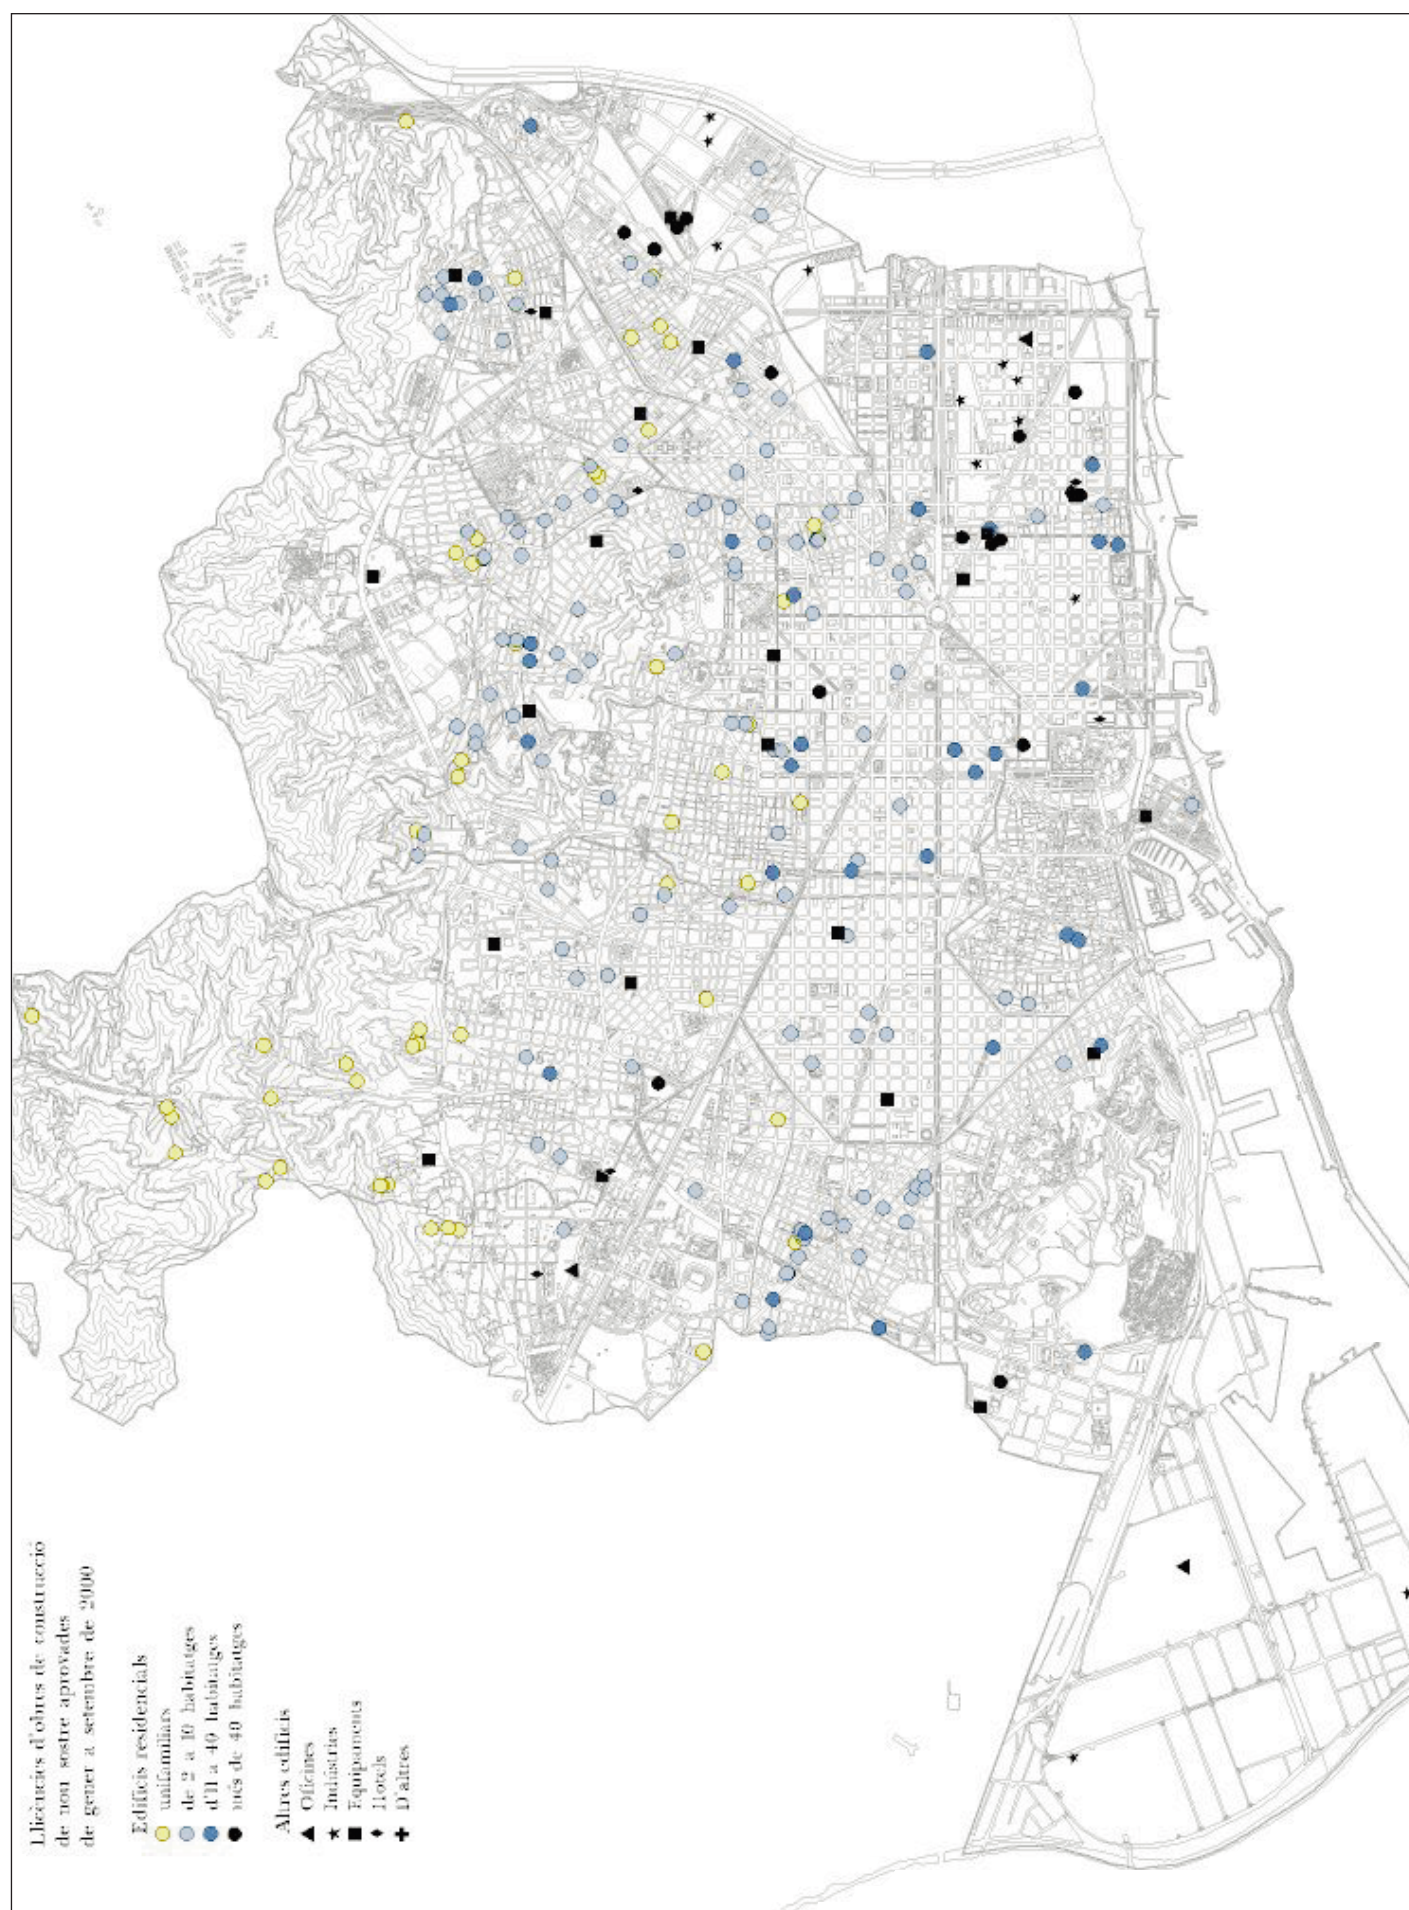 Llicències d'obres de construcció
de nou sostre aprovades
de gener a setembre de 2000
Edificis residencials
unifamiliars
de 2 a 10 habitatges
d'11 a 40 habitatges
més de 40 habitatges
Altres edificis
Oficines
Indústries
Equipaments
Hotels
D'altres